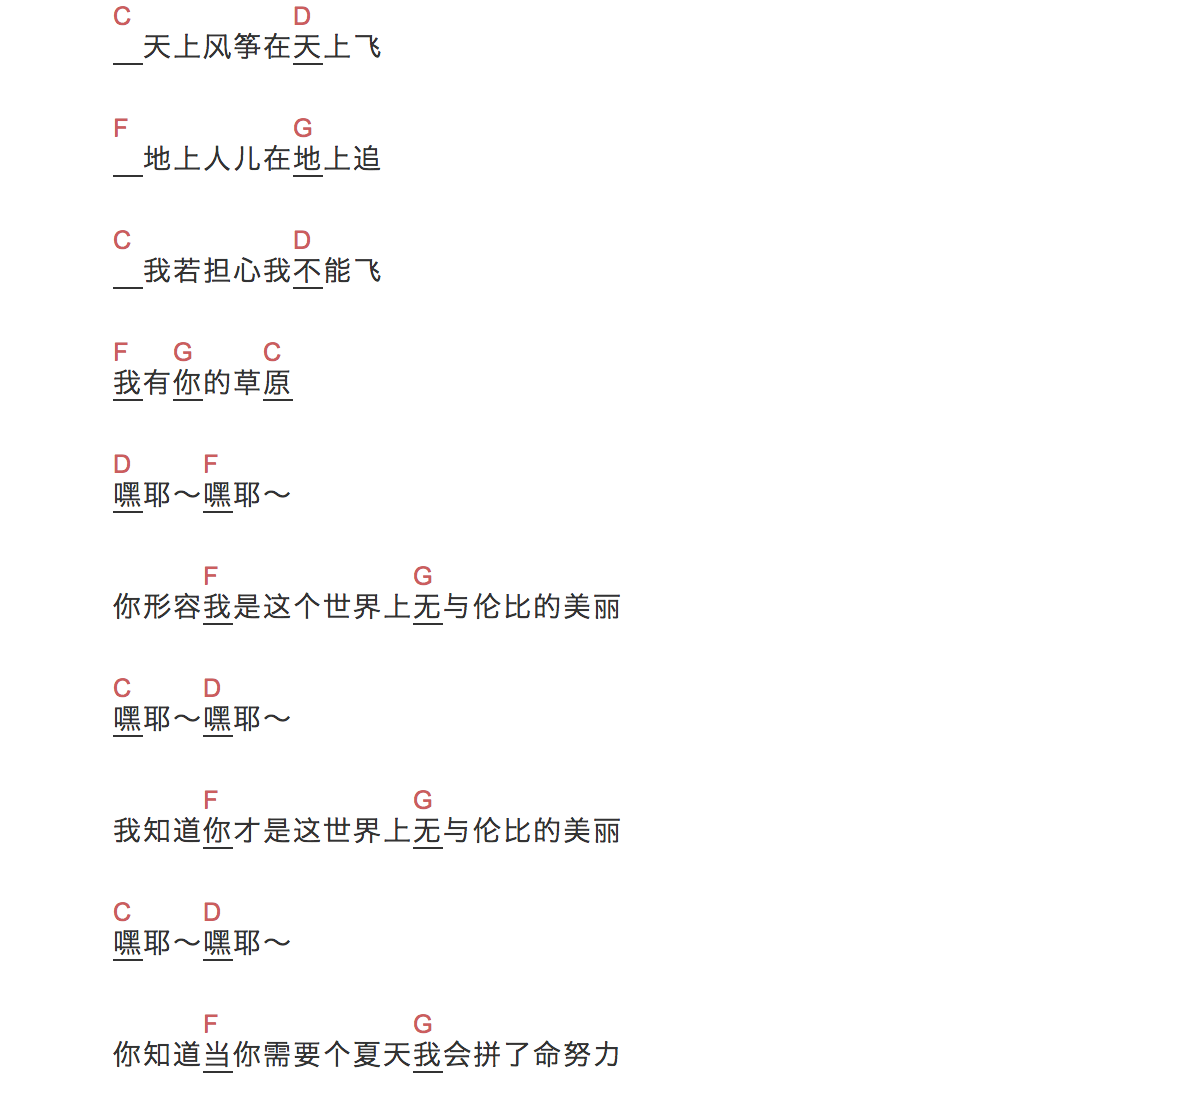 C D
__天上风筝在天上飞
F G
__地上人儿在地上追
C D
__我若担心我不能飞
F G C
我有你的草原
D F
嘿耶～嘿耶～
F G
你形容我是这个世界上无与伦比的美丽
C D
嘿耶～嘿耶～
F G
我知道你才是这世界上无与伦比的美丽
C D
嘿耶～嘿耶～
F G
你知道当你需要个夏天我会拼了命努力